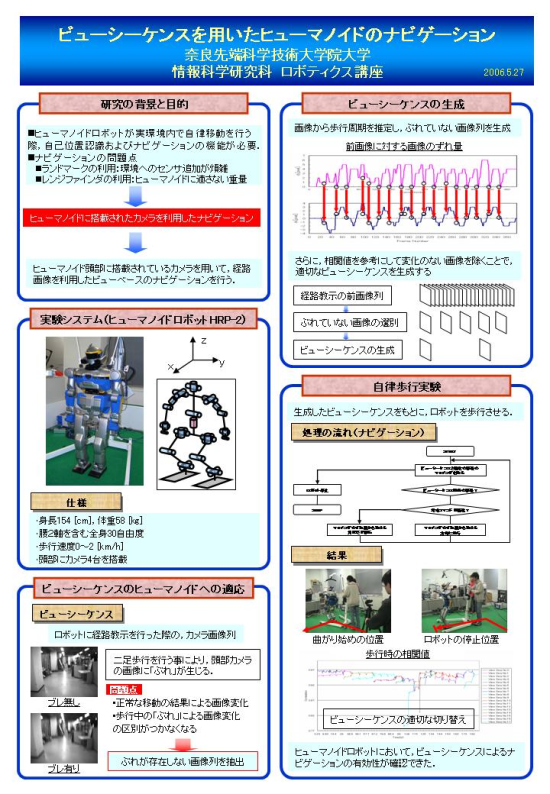 ビューシーケンスを用いたヒューマノイドのナビゲーション
奈良先端科学技術大学院大学
情報科学研究科 ロボティクス講座
2006.5.27
研究の背景と目的
■ヒューマノイドロボットが実環境内で自律移動を行う
際,自己位置認識およびナビゲーションの機能が必要.
■ナビゲーションの問題点
■ランドマークの利用:環境へのセンサ追加が煩雑
■レンジファインダの利用:ヒューマノイドに適さない重量
ヒューマノイドに搭載されたカメラを利用したナビゲーション
ヒューマノイド頭部に搭載されているカメラを用いて,経路
画像を利用したビューベースのナビゲーションを行う.
実験システム(ヒューマノイドロボットHRP-2)
z
y
x
仕様
・身長154 [cm], 体重58 [kg]
・腰2軸を含む全身30自由度
・歩行速度0~2 [km/h]
・頭部にカメラ4台を搭載
ビューシーケンスのヒューマノイドへの適応
ビューシーケンス
ロボットに経路教示を行った際の,カメラ画像列
ブレ無し
ブレ有り
二足歩行を行う事により,頭部カメラ
の画像に「ぶれ」が生じる.
問題点
・正常な移動の結果による画像変化
・歩行中の「ぶれ」による画像変化
の区別がつかなくなる
ぶれが存在しない画像列を抽出
ビューシーケンスの生成
画像から歩行周期を推定し,ぶれていない画像列を生成
前画像に対する画像のずれ量
さらに,相関値を参考にして変化のない画像を除くことで,
適切なビューシーケンスを生成する
経路教示の前画像列
ぶれていない画像の選別
ビューシーケンスの生成
自律歩行実験
生成したビューシーケンスをもとに,ロボットを歩行させる.
処理の流れ(ナビゲーション)
結果
曲がり始めの位置
ロボットの停止位置
歩行時の相関値
ビューシーケンスの適切な切り替え
ヒューマノイドロボットにおいて,ビューシーケンスによるナ
ビゲーションの有効性が確認できた.